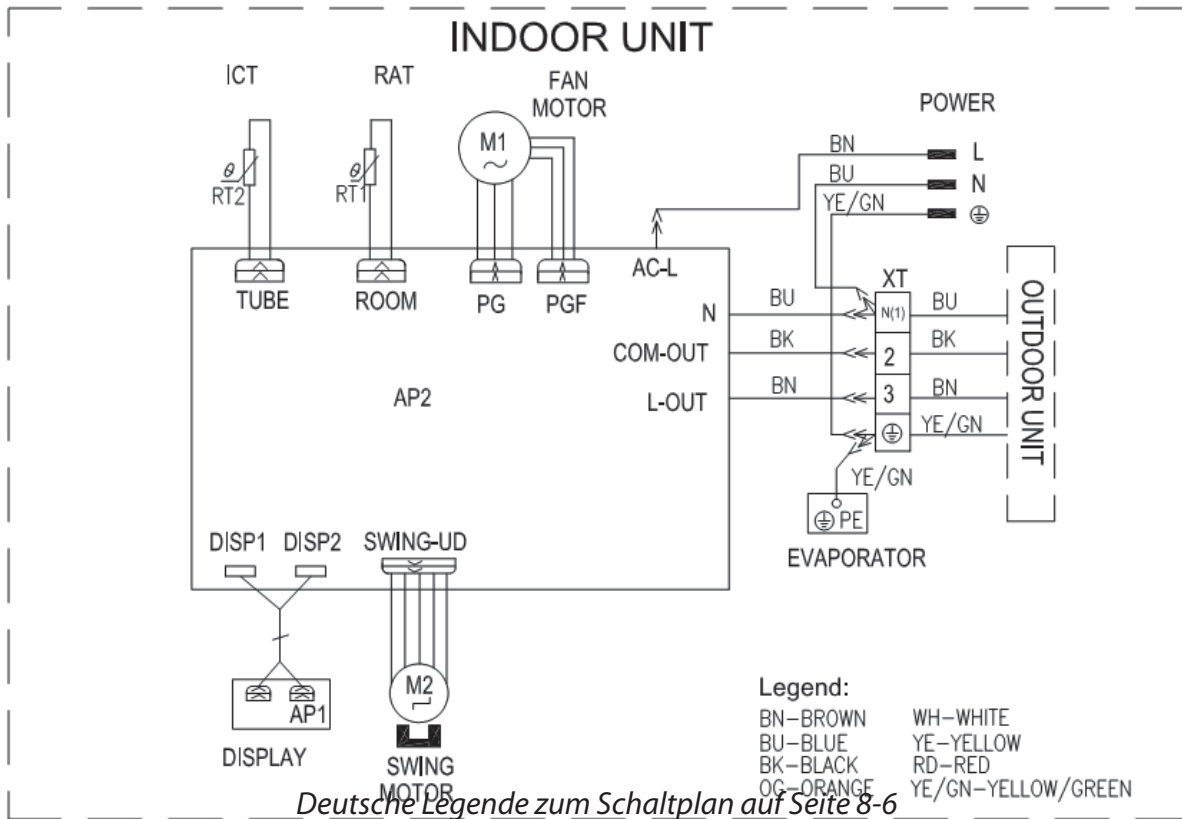 INDOOR UNIT
ICT
RAT
FAN
MOTOR
POWER
M1
BN
L
BU
N
YE/GN
θ
RT2
θ
RT1
AC-L
XT
TUBE
ROOM
PG
PGF
N
BU
N(1)
BU
COM-OUT
BK
2
BK
AP2
L-OUT
BN
3
BN
YE/GN
OUTDOOR UNIT
YE/GN
PE
EVAPORATOR
DISP1
DISP2
SWING-UD
M2
AP1
DISPLAY
SWING
MOTOR
Legend:
BN-BROWN WH-WHITE
BU-BLUE YE-YELLOW
BK-BLACK RD-RED
OG-ORANGE YE/GN-YELLOW/GREEN
Deutsche Legende zum Schaltplan auf Seite 8-6